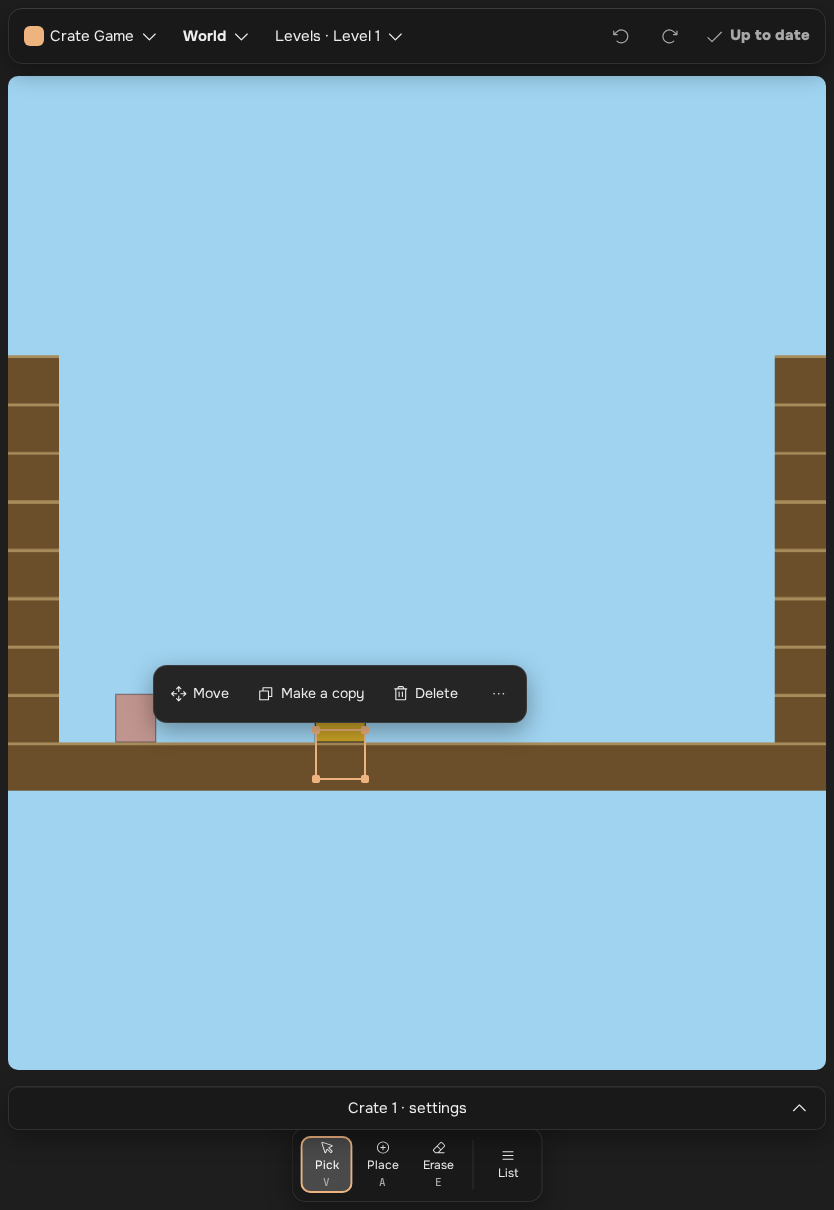 Crate Game World Levels · Level 1 Up to date
Move Make a copy Delete ...
Crate 1 · settings
Pick Place Erase List
V A E